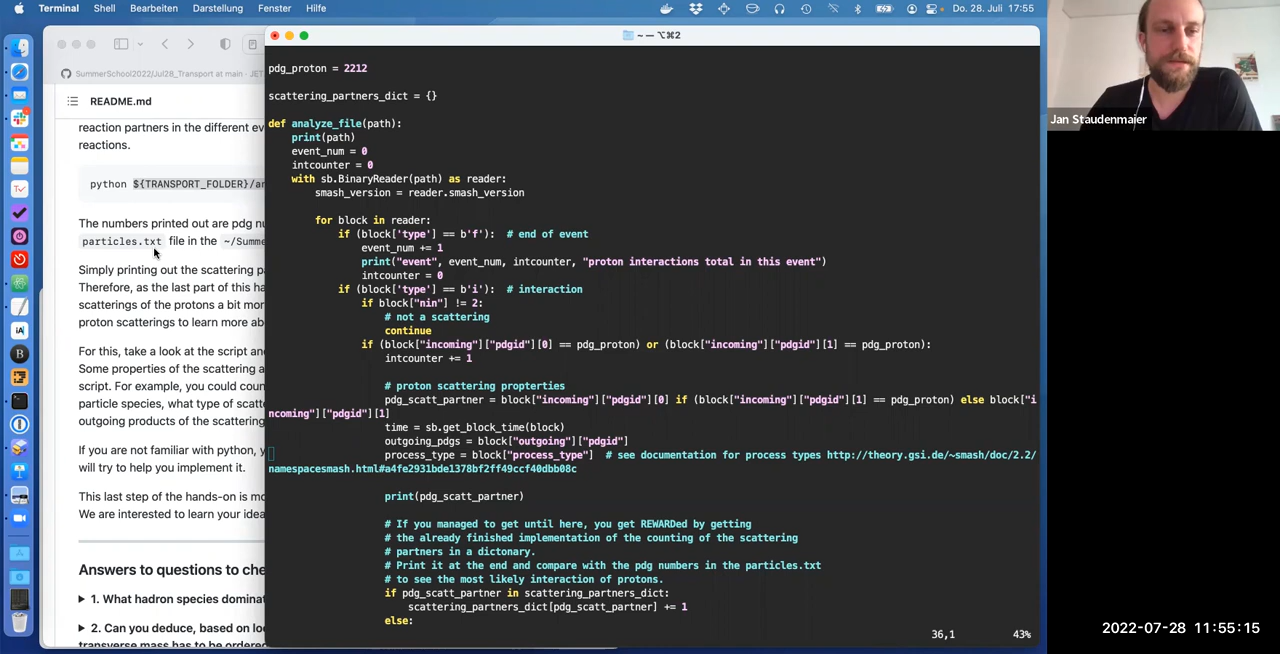 Terminal Shell Bearbeiten Darstellung Fenster Hilfe
Do. 28. Juli 17:55
~ — ⌥⌘2
SummerSchool2022/Jul28_Transport at main · JET
README.md
reaction partners in the different ev
reactions.
python ${TRANSPORT_FOLDER}/ar
The numbers printed out are pdg nu
particles.txt file in the ~/Summe
Simply printing out the scattering pa
Therefore, as the last part of this ha
scatterings of the protons a bit mor
proton scatterings to learn more abo
For this, take a look at the script and
Some properties of the scattering a
script. For example, you could coun
particle species, what type of scatte
outgoing products of the scattering
If you are not familiar with python, y
will try to help you implement it.
This last step of the hands-on is mo
We are interested to learn your idea
Answers to questions to che
1. What hadron species dominat
2. Can you deduce, based on loo
transverse mass has to be ordered
pdg_proton = 2212
scattering_partners_dict = {}
def analyze_file(path):
print(path)
event_num = 0
intcounter = 0
with sb.BinaryReader(path) as reader:
smash_version = reader.smash_version
for block in reader:
if (block['type'] == b'f'):  # end of event
event_num += 1
print("event", event_num, intcounter, "proton interactions total in this event")
intcounter = 0
if (block['type'] == b'i'):  # interaction
if block["nin"] != 2:
# not a scattering
continue
if (block["incoming"]["pdgid"][0] == pdg_proton) or (block["incoming"]["pdgid"][1] == pdg_proton):
intcounter += 1
# proton scattering propterties
pdg_scatt_partner = block["incoming"]["pdgid"][0] if (block["incoming"]["pdgid"][1] == pdg_proton) else block["i
ncoming"]["pdgid"][1]
time = sb.get_block_time(block)
outgoing_pdgs = block["outgoing"]["pdgid"]
process_type = block["process_type"]  # see documentation for process types http://theory.gsi.de/~smash/doc/2.2/
namespacesmash.html#a4fe2931bde1378bf2ff49ccf40dbb08c
print(pdg_scatt_partner)
# If you managed to get until here, you get REWARDed by getting
# the already finished implementation of the counting of the scattering
# partners in a dictonary.
# Print it at the end and compare with the pdg numbers in the particles.txt
# to see the most likely interaction of protons.
if pdg_scatt_partner in scattering_partners_dict:
scattering_partners_dict[pdg_scatt_partner] += 1
else:
36,1 43%
Jan Staudenmaier
2022-07-28 11:55:15